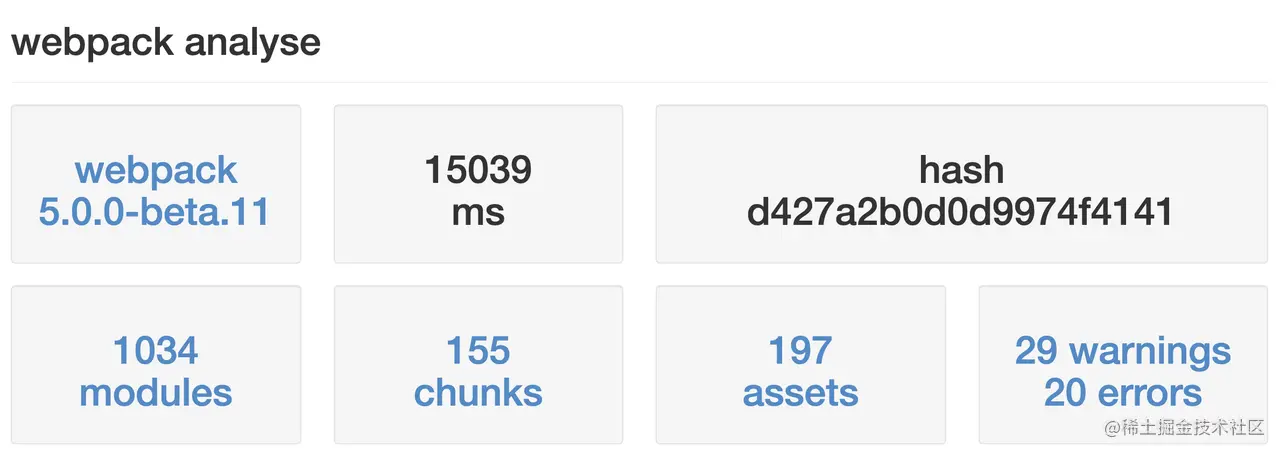 webpack analyse
webpack
5.0.0-beta.11
15039
ms
hash
d427a2b0d0d9974f4141
1034
modules
155
chunks
197
assets
29 warnings
20 errors
@稀土掘金技术社区